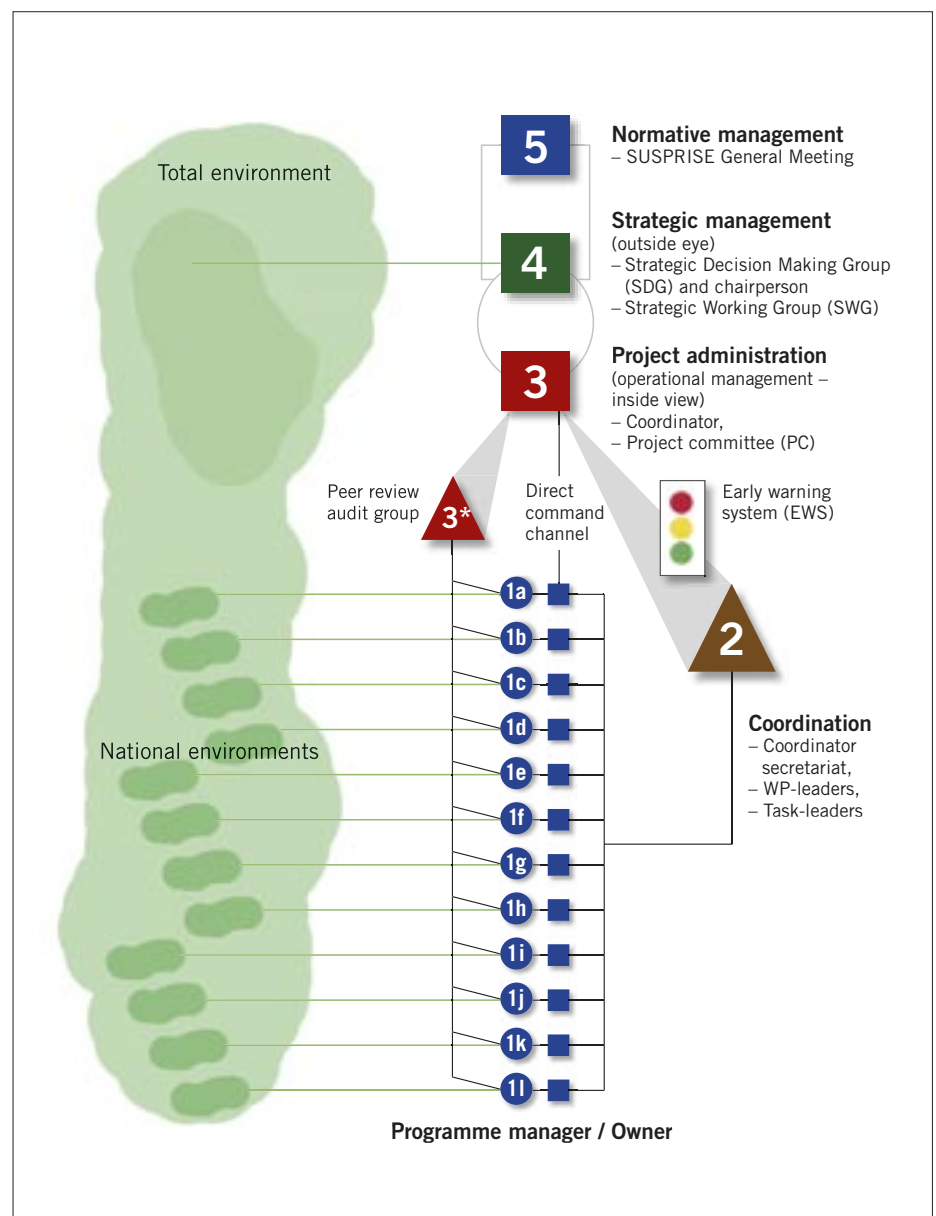 Total environment
5
Normative management
– SUSPRISE General Meeting
4
Strategic management
(outside eye)
– Strategic Decision Making Group
(SDG) and chairperson
– Strategic Working Group (SWG)
3
Project administration
(operational management –
inside view)
– Coordinator,
– Project committee (PC)
Peer review
audit group
3*
Direct
command
channel
Early warning
system (EWS)
2
Coordination
– Coordinator
secretariat,
– WP-leaders,
– Task-leaders
National environments
1a
1b
1c
1d
1e
1f
1g
1h
1i
1j
1k
1l
Programme manager / Owner